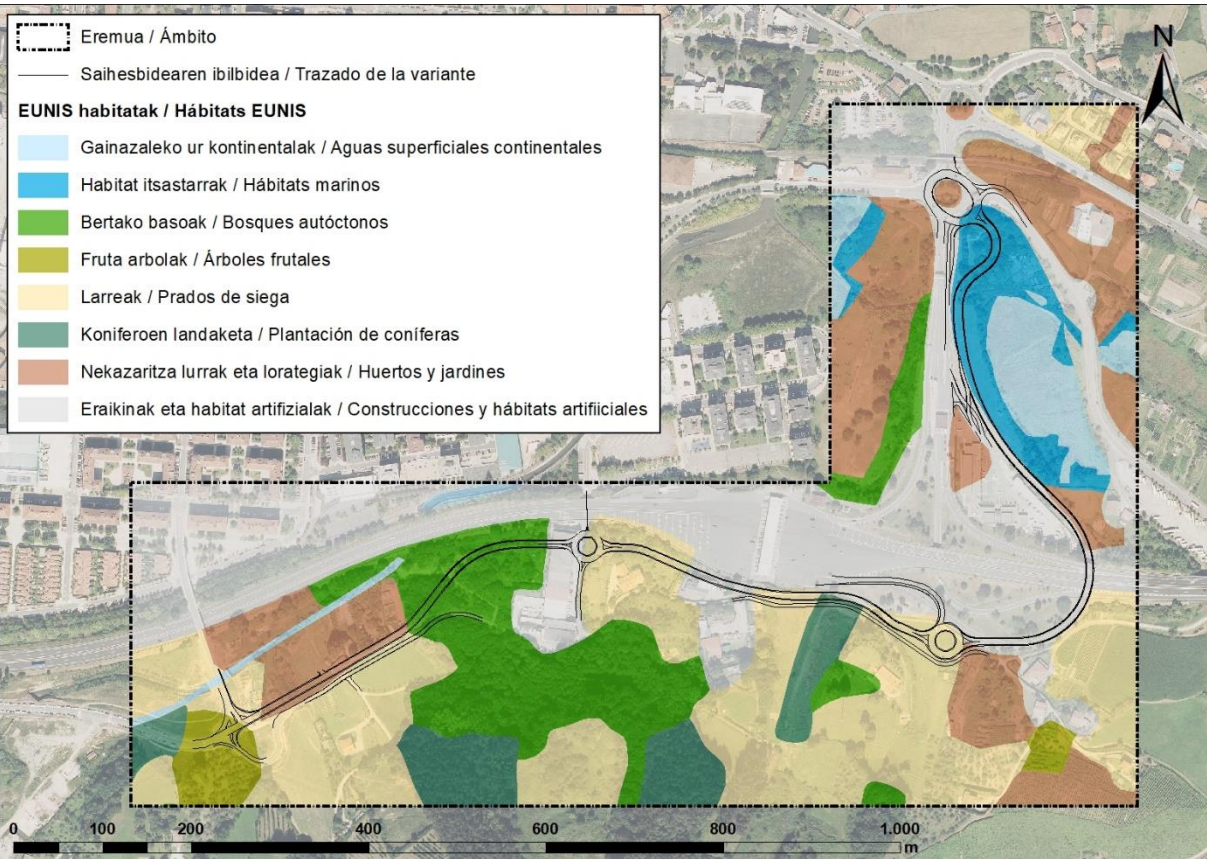 Eremua / Ámbito
Saihesbidearen ibilbidea / Trazado de la variante
EUNIS habitatak / Hábitats EUNIS
Gainazaleko ur kontinentalak / Aguas superficiales continentales
Habitat itsastarrak / Hábitats marinos
Bertako basoak / Bosques autóctonos
Fruta arbolak / Árboles frutales
Larreak / Prados de siega
Koniferoen landaketa / Plantación de coníferas
Nekazaritza lurrak eta lorategiak / Huertos y jardines
Eraikinak eta habitat artifizialak / Construcciones y hábitats artifiiciales
N
0 100 200 400 600 800 1.000
m